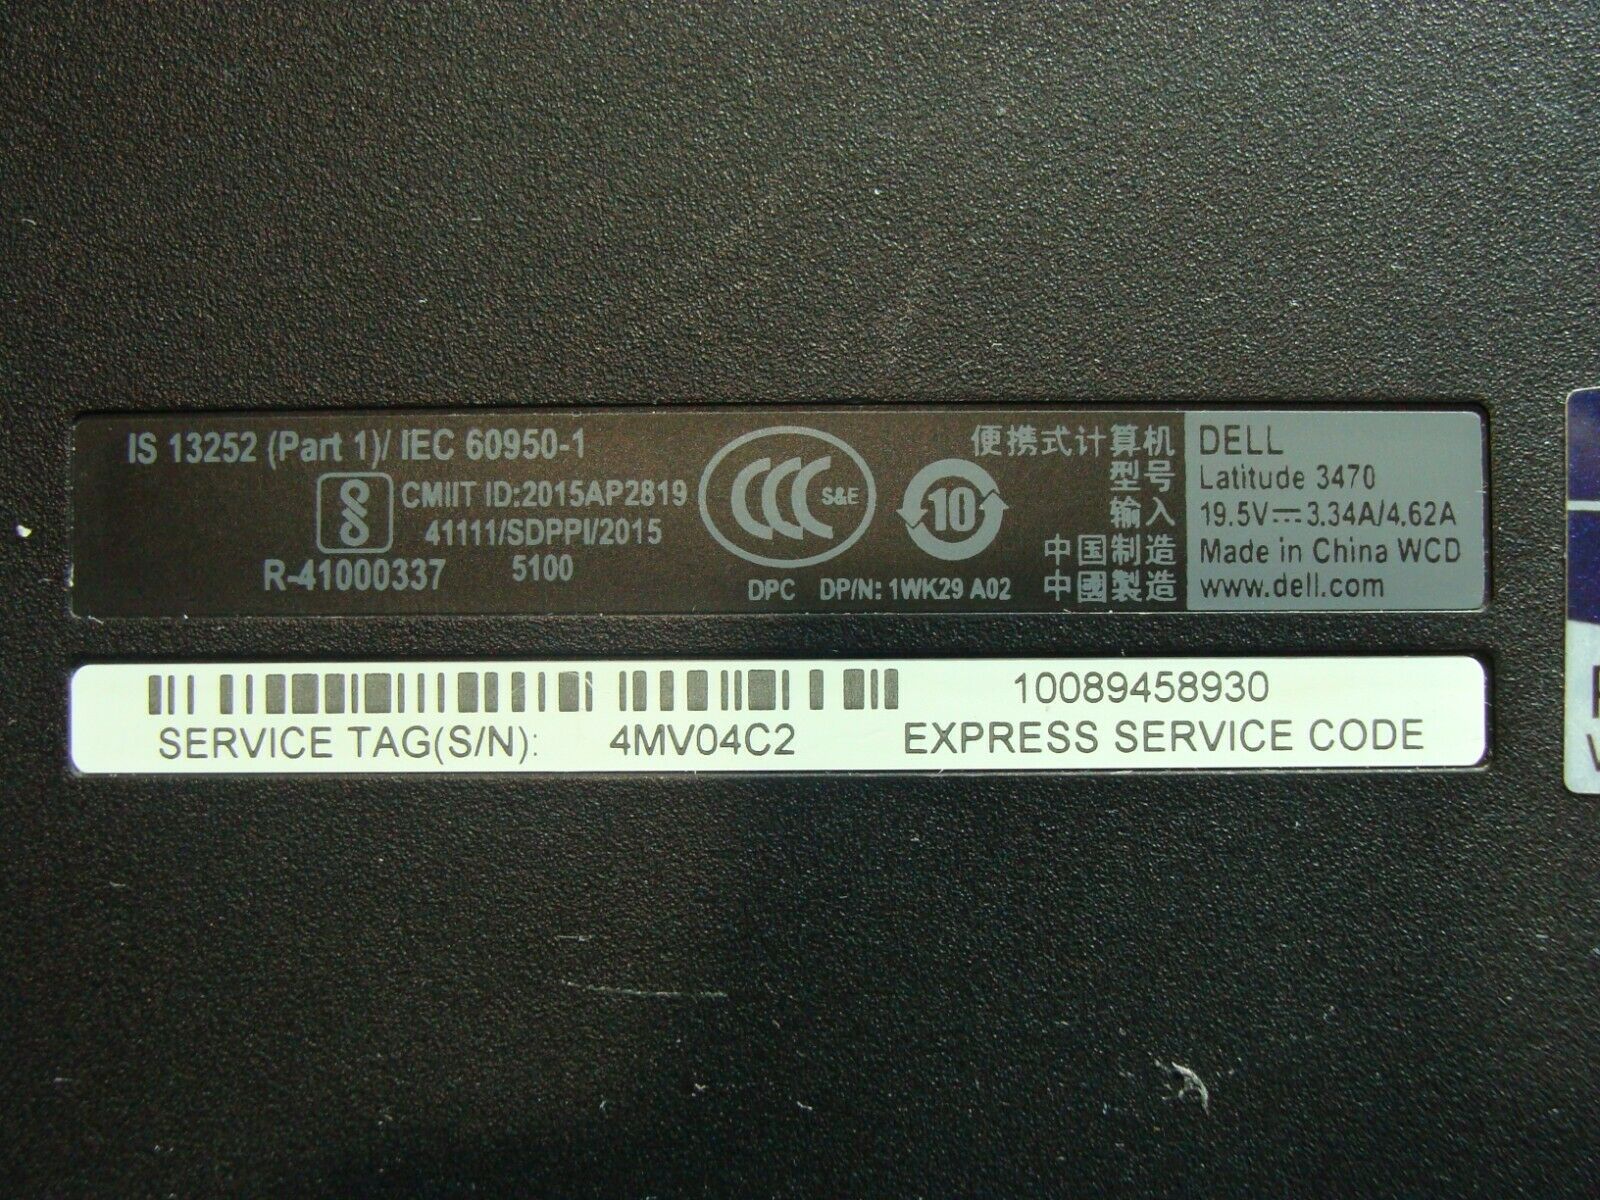 IS 13252 (Part 1)/ IEC 60950-1
CMIIT ID:2015AP2819
41111/SDPPI/2015
5100
R-41000337
S&E
10
DPC DP/N: 1WK29 A02
便携式计算机 DELL
型号 Latitude 3470
输入 19.5V⎓3.34A/4.62A
中国制造 Made in China WCD
中國製造 www.dell.com
10089458930
SERVICE TAG(S/N): 4MV04C2 EXPRESS SERVICE CODE